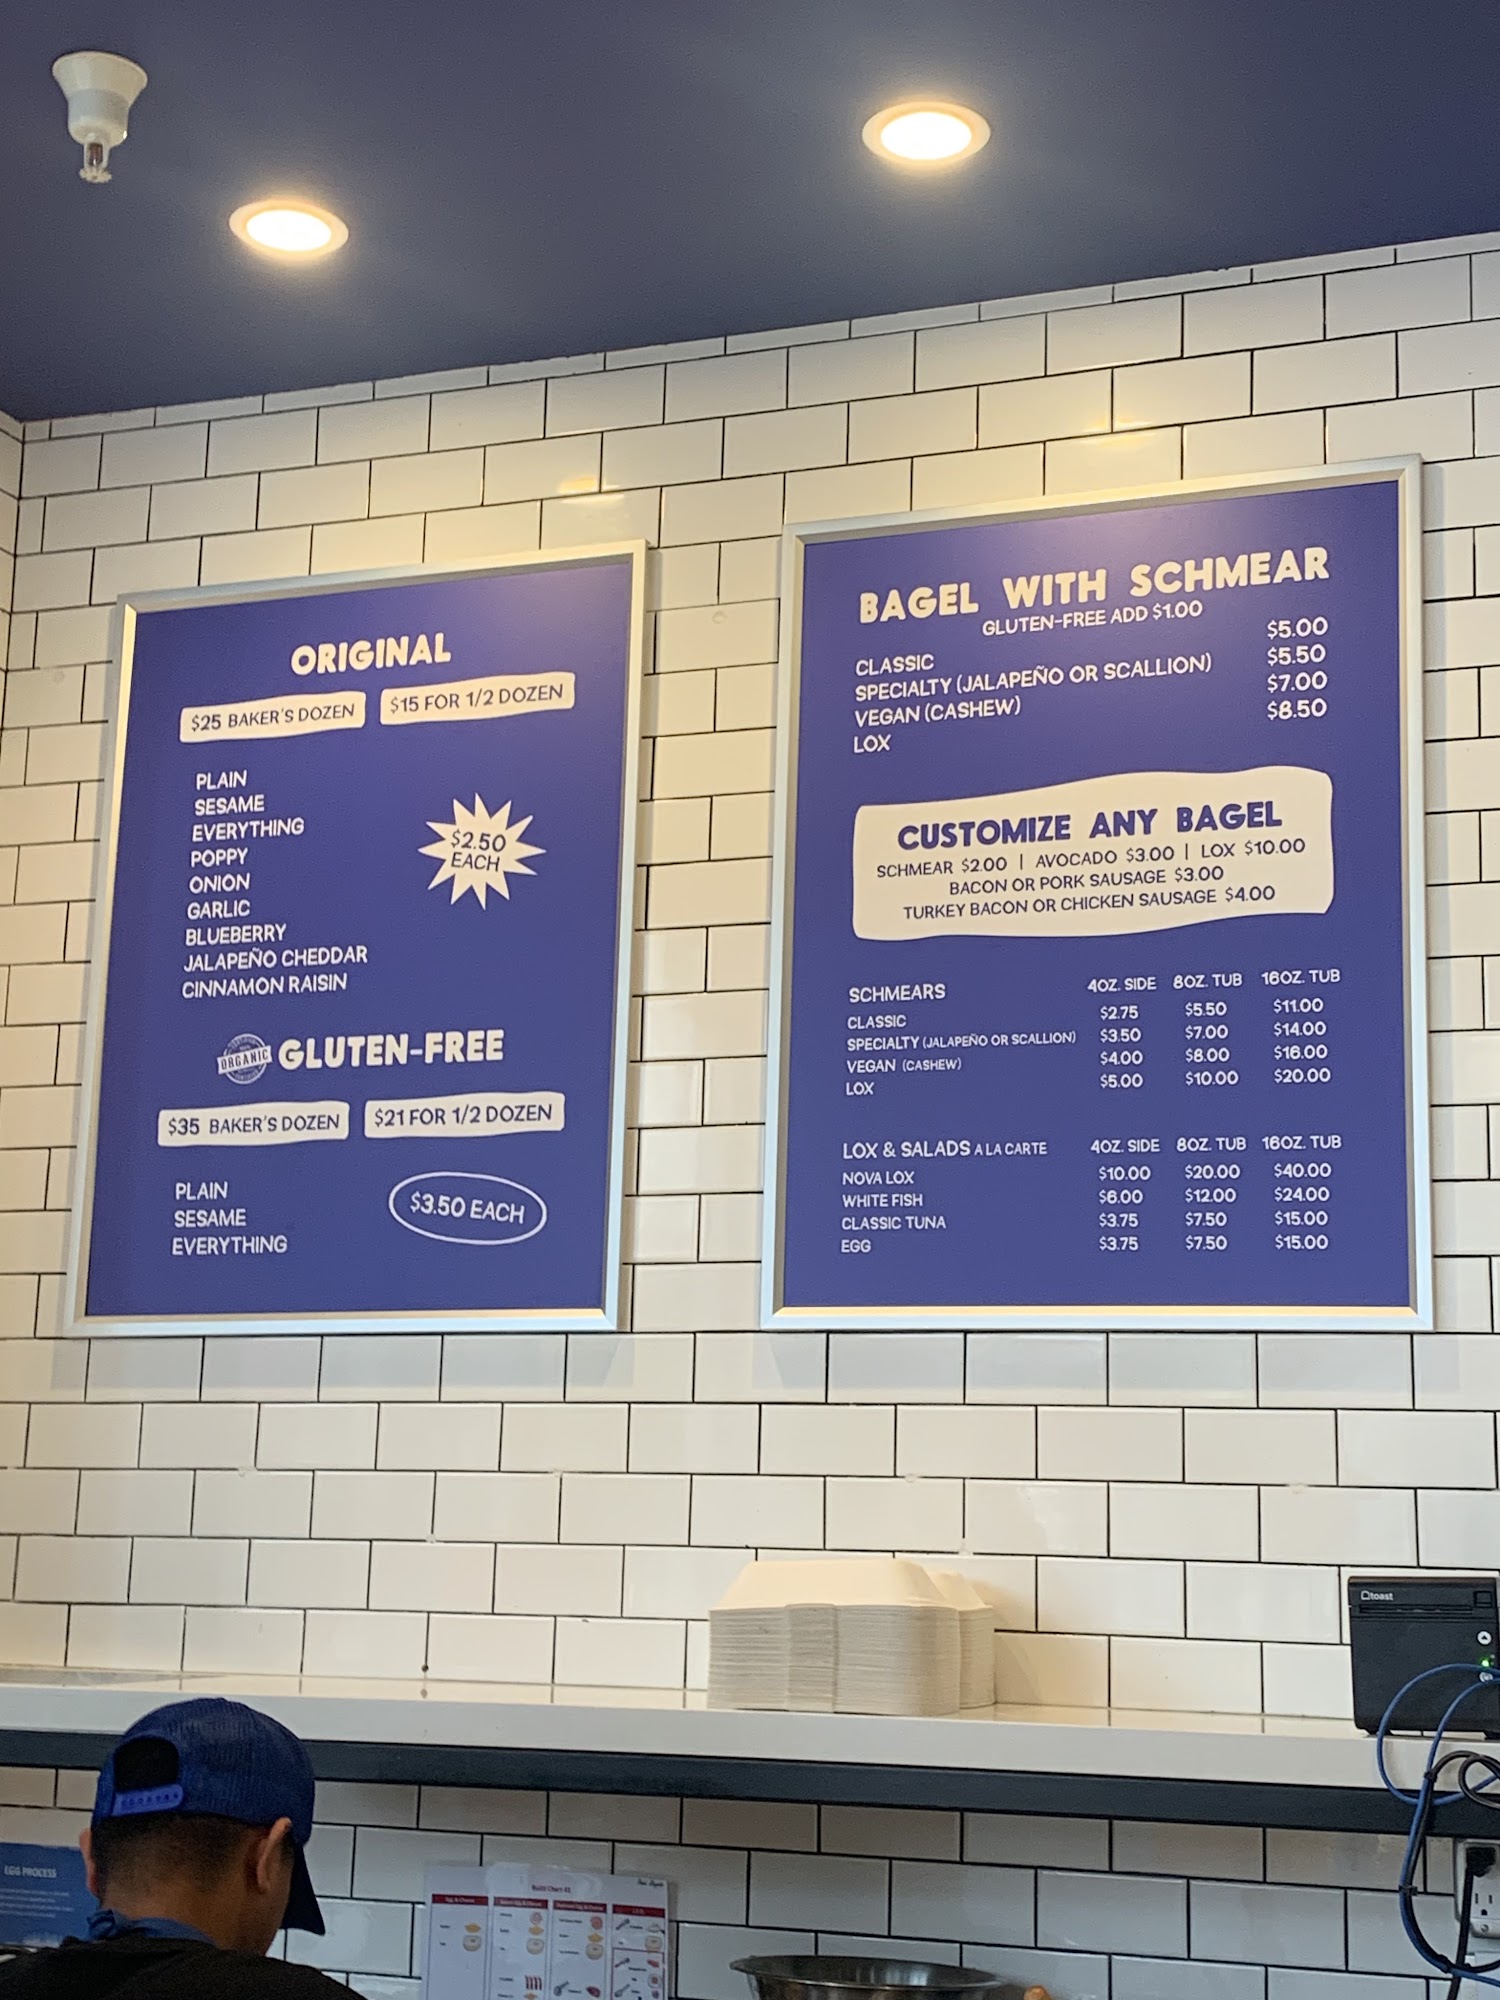 ORIGINAL
$25 BAKER'S DOZEN
$15 FOR 1/2 DOZEN
PLAIN
SESAME
EVERYTHING
POPPY
ONION
GARLIC
BLUEBERRY
JALAPEÑO CHEDDAR
CINNAMON RAISIN
$2.50
EACH
ORGANIC
GLUTEN-FREE
$35 BAKER'S DOZEN
$21 FOR 1/2 DOZEN
PLAIN
SESAME
EVERYTHING
$3.50 EACH
BAGEL WITH SCHMEAR
GLUTEN-FREE ADD $1.00
CLASSIC $5.00
SPECIALTY (JALAPEÑO OR SCALLION) $5.50
VEGAN (CASHEW) $7.00
LOX $8.50
CUSTOMIZE ANY BAGEL
SCHMEAR $2.00 | AVOCADO $3.00 | LOX $10.00
BACON OR PORK SAUSAGE $3.00
TURKEY BACON OR CHICKEN SAUSAGE $4.00
SCHMEARS 4OZ. SIDE 8OZ. TUB 16OZ. TUB
CLASSIC $2.75 $5.50 $11.00
SPECIALTY (JALAPEÑO OR SCALLION) $3.50 $7.00 $14.00
VEGAN (CASHEW) $4.00 $8.00 $16.00
LOX $5.00 $10.00 $20.00
LOX & SALADS A LA CARTE 4OZ. SIDE 8OZ. TUB 16OZ. TUB
NOVA LOX $10.00 $20.00 $40.00
WHITE FISH $6.00 $12.00 $24.00
CLASSIC TUNA $3.75 $7.50 $15.00
EGG $3.75 $7.50 $15.00
toast
EGG PROCESS
Build Chart #1